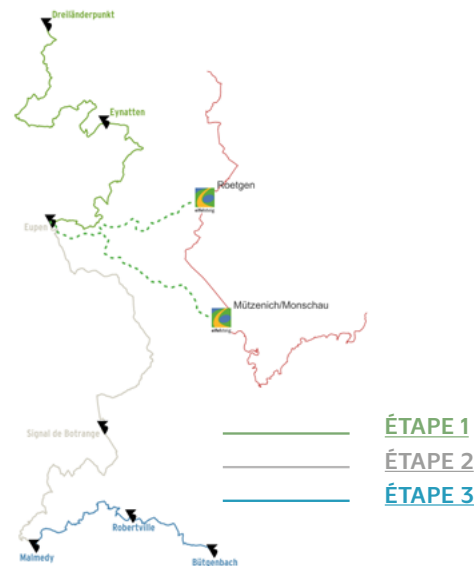 Dreiländerpunkt
Eynatten
Roetgen
Eupen
Mützenich/Monschau
Signal de Botrange
ÉTAPE 1
ÉTAPE 2
ÉTAPE 3
Robertville
Malmedy
Bütgenbach